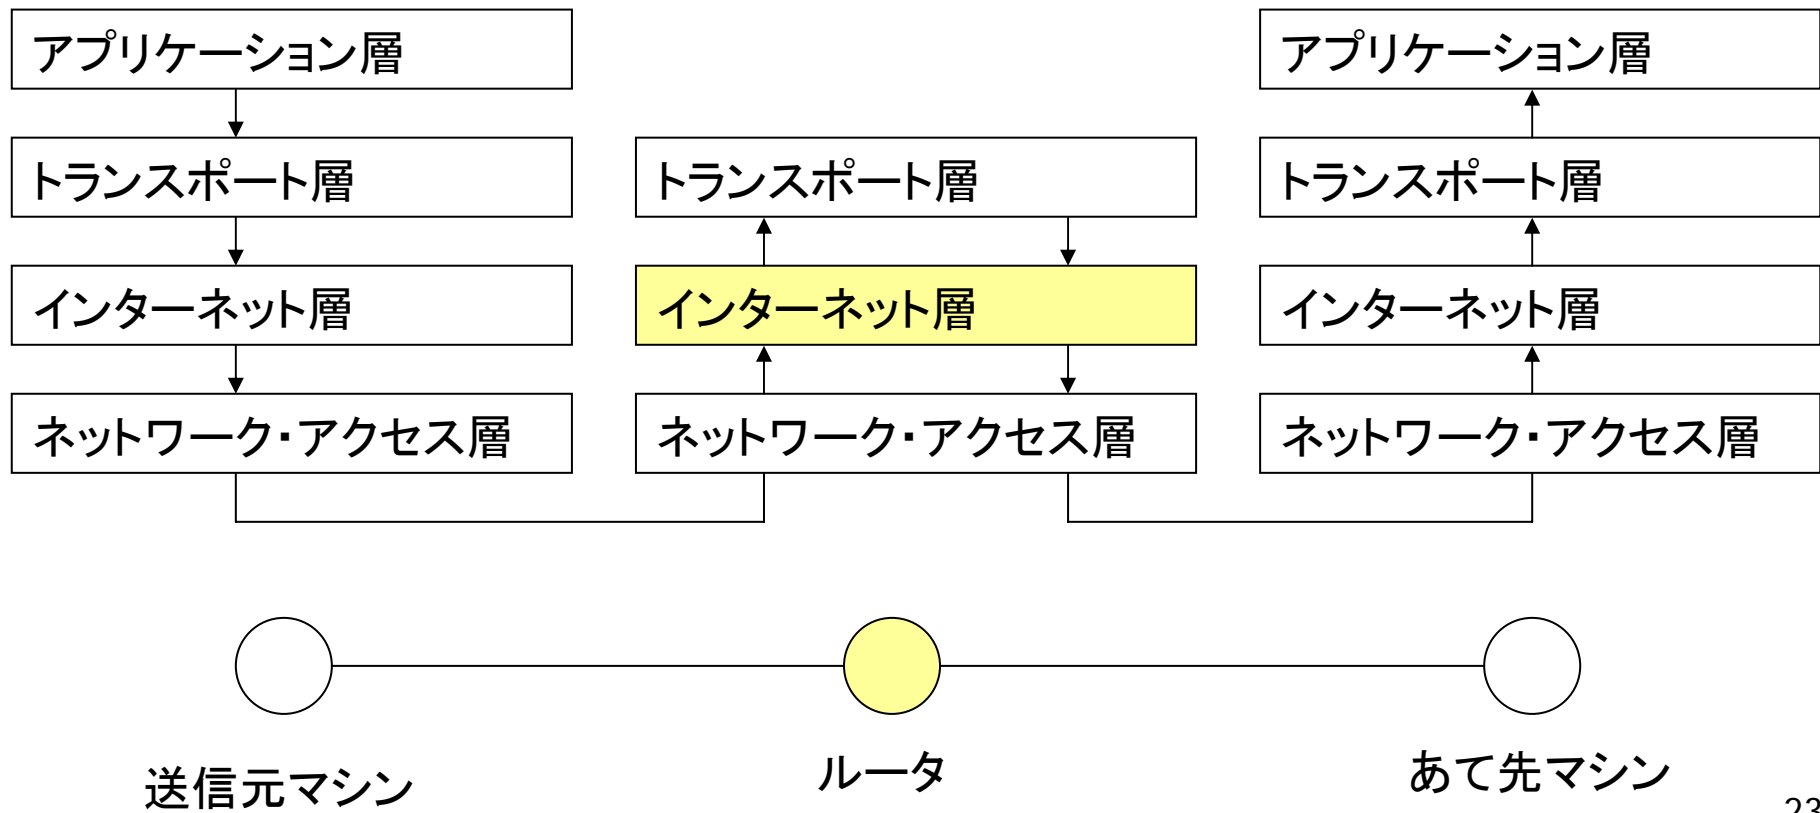 アプリケーション層
アプリケーション層
トランスポート層
トランスポート層
トランスポート層
インターネット層
インターネット層
インターネット層
ネットワーク・アクセス層
ネットワーク・アクセス層
ネットワーク・アクセス層
送信元マシン
ルータ
あて先マシン
23